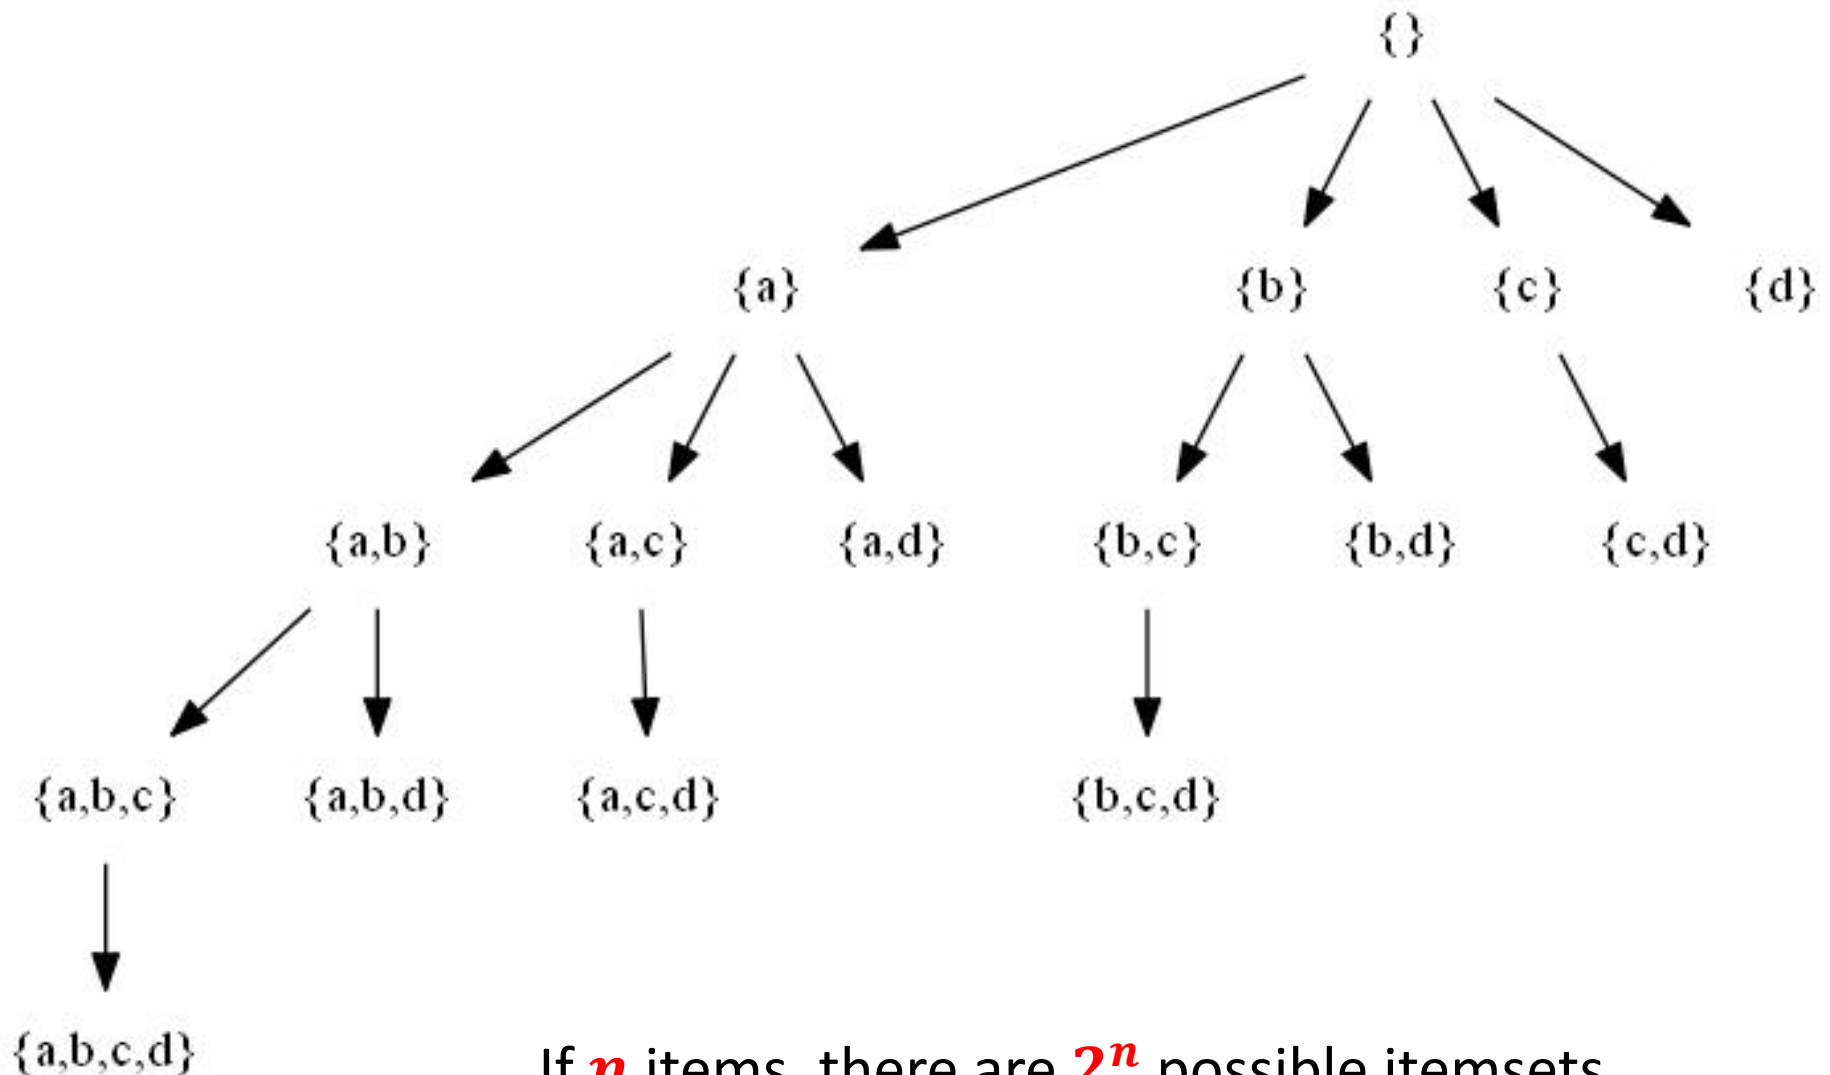 {}
{a} {b} {c} {d}
{a,b} {a,c} {a,d} {b,c} {b,d} {c,d}
{a,b,c} {a,b,d} {a,c,d} {b,c,d}
{a,b,c,d}
If n items, there are 2ⁿ possible itemsets